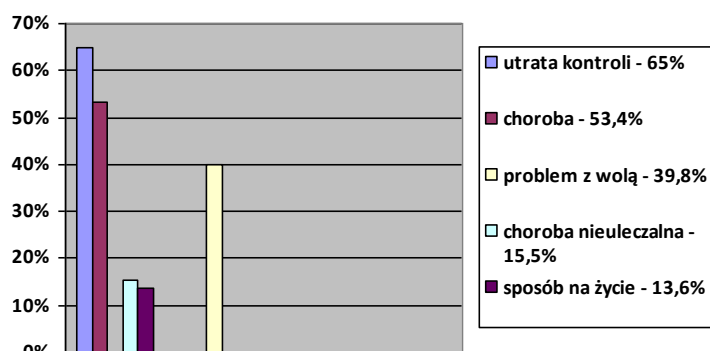 70%
60%
50%
40%
30%
20%
10%
0%
utrata kontroli - 65%
choroba - 53,4%
problem z wolą - 39,8%
choroba nieuleczalna -
15,5%
sposób na życie - 13,6%